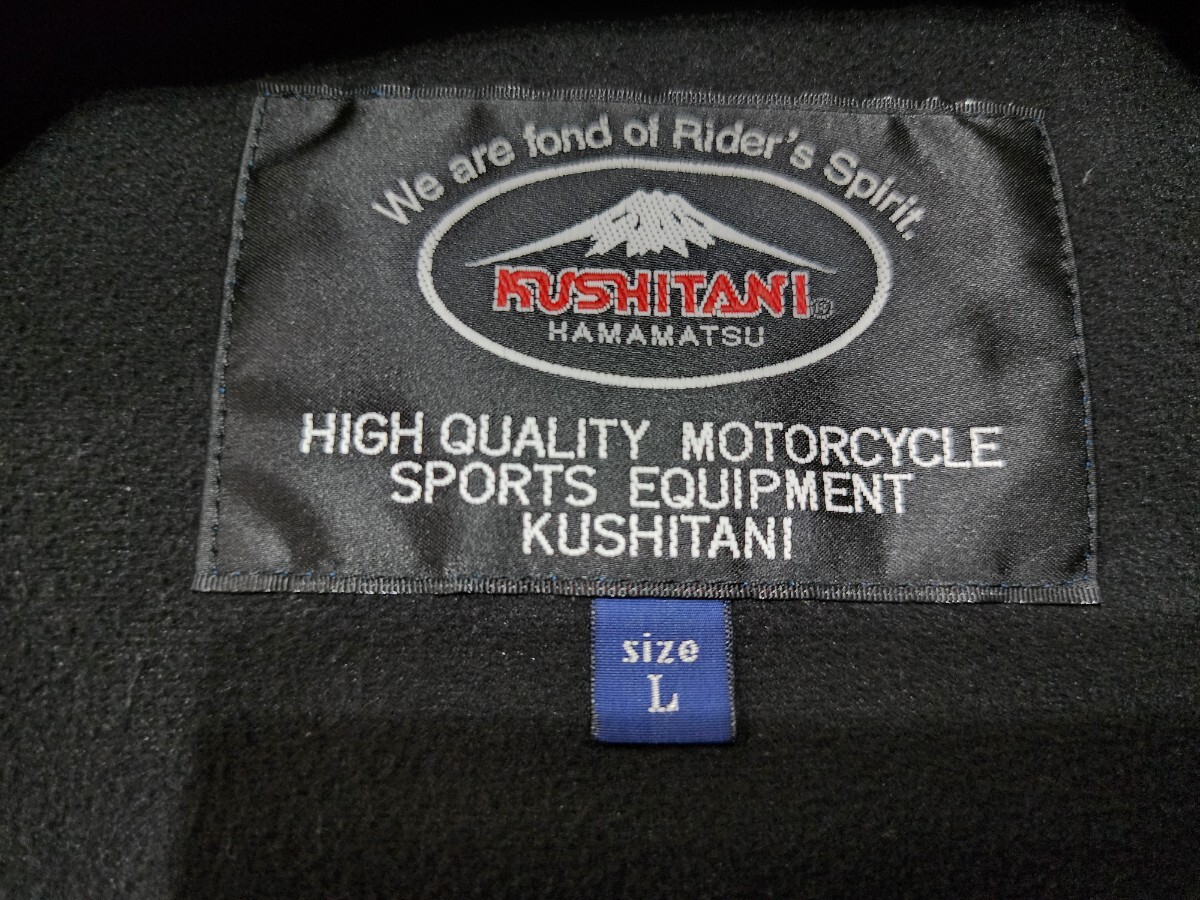 We are fond of Rider's Spirit.
KUSHITANI®
HAMAMATSU
HIGH QUALITY MOTORCYCLE
SPORTS EQUIPMENT
KUSHITANI
size
L